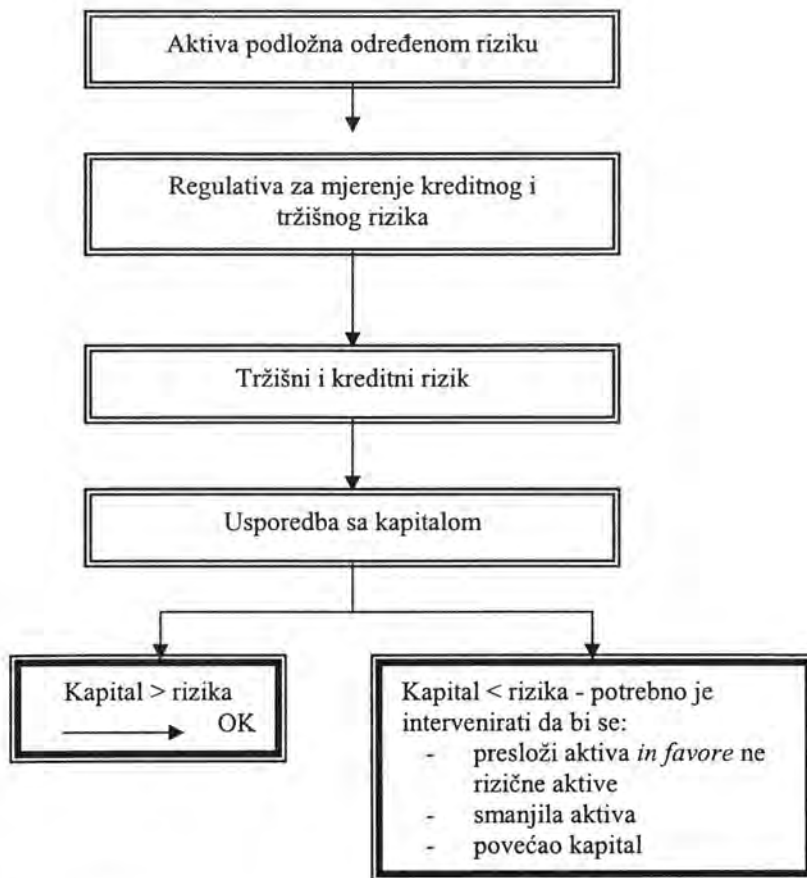 Aktiva podložna određenom riziku
Regulativa za mjerenje kreditnog i
tržišnog rizika
Tržišni i kreditni rizik
Usporedba sa kapitalom
Kapital > rizika
OK
Kapital < rizika - potrebno je
intervenirati da bi se:
- presloži aktiva in favore ne
rizične aktive
- smanjila aktiva
- povećao kapital